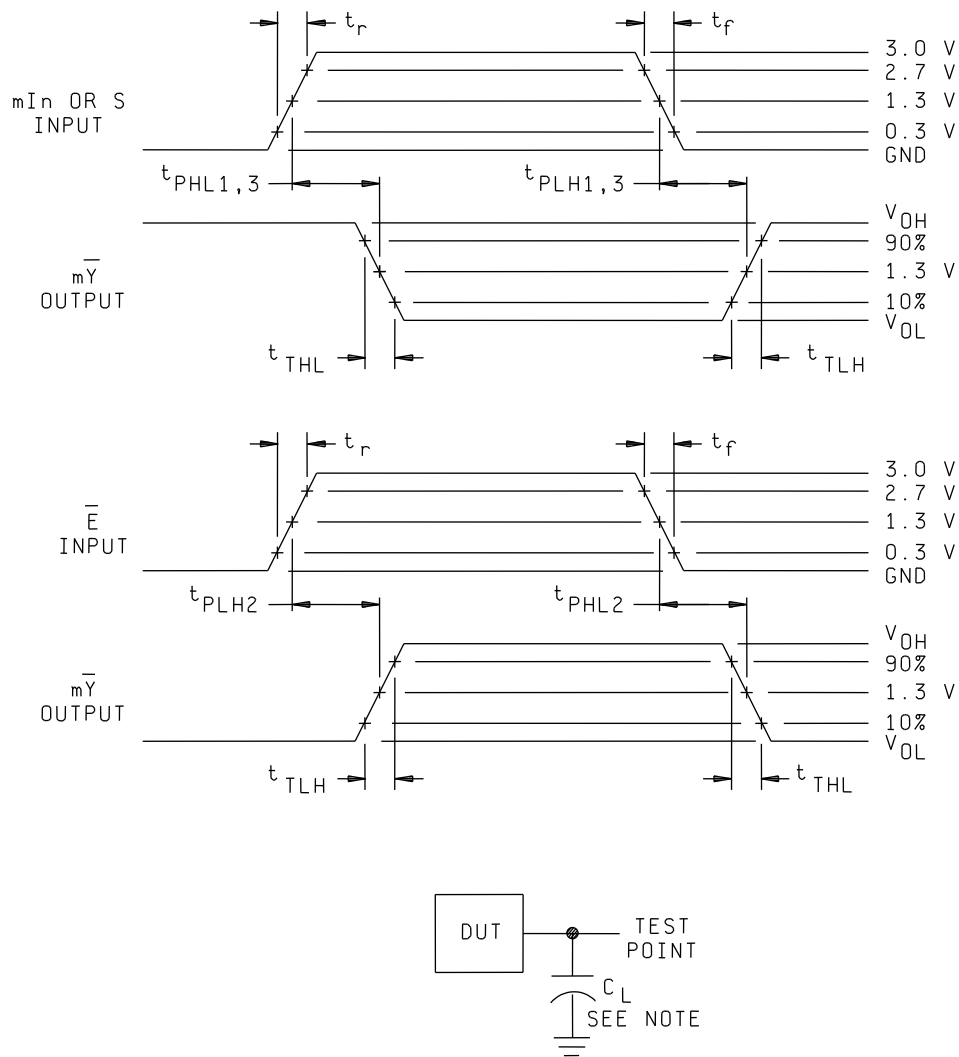 t_r t_f
3.0 V
2.7 V
mIn OR S
INPUT
1.3 V
0.3 V
GND
t_PHL1,3 t_PLH1,3
V_OH
90%
mY̅
OUTPUT
1.3 V
10%
V_OL
t_THL t_TLH
t_r t_f
3.0 V
2.7 V
E̅
INPUT
1.3 V
0.3 V
GND
t_PLH2 t_PHL2
V_OH
90%
mY̅
OUTPUT
1.3 V
10%
V_OL
t_TLH t_THL
DUT
TEST
POINT
C_L
SEE NOTE